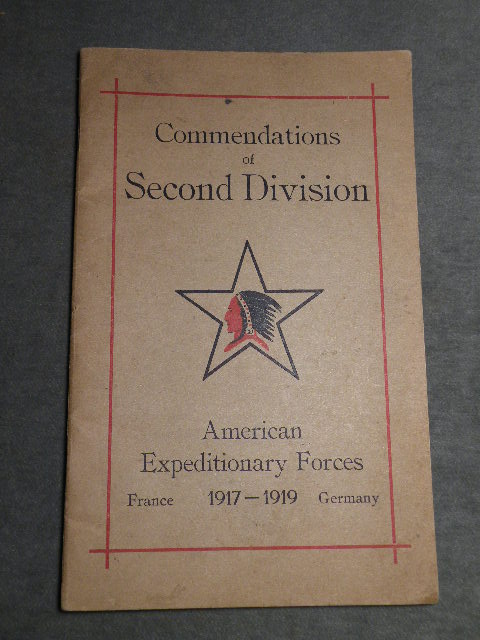 Commendations
of
Second Division
American
Expeditionary Forces
France 1917-1919 Germany